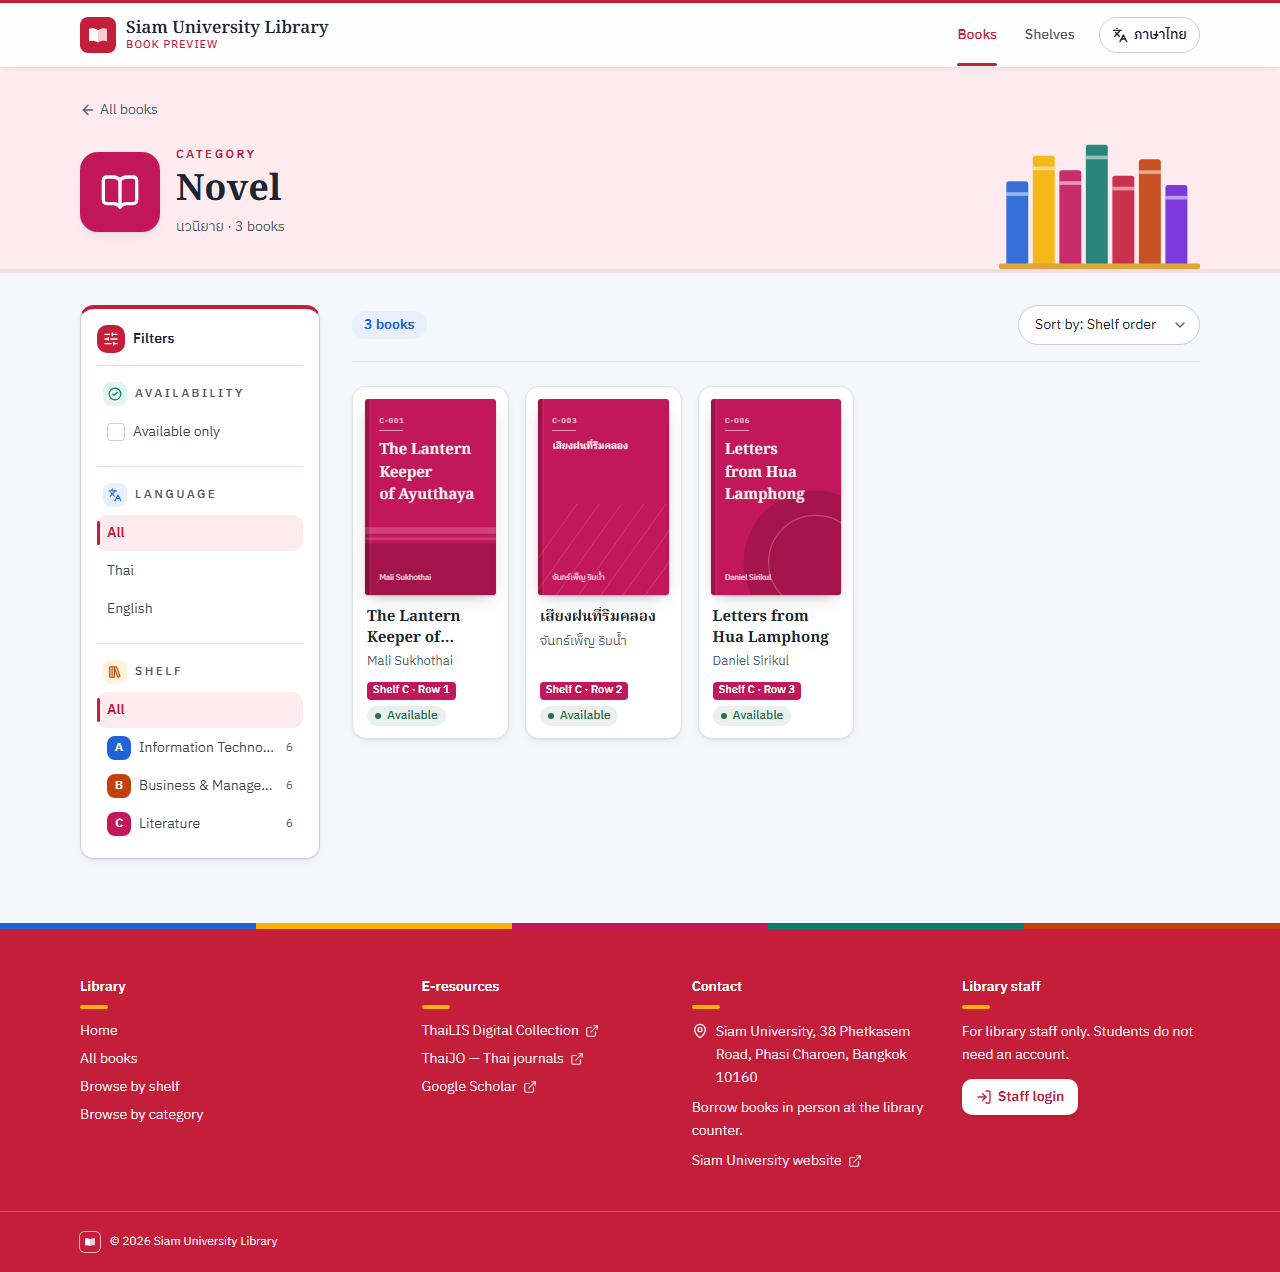 Siam University Library
BOOK PREVIEW
Books
Shelves
ภาษาไทย
All books
CATEGORY
Novel
นวนิยาย · 3 books
Filters
AVAILABILITY
Available only
LANGUAGE
All
Thai
English
SHELF
All
A Information Techno... 6
B Business & Manage... 6
C Literature 6
3 books
Sort by: Shelf order
C-001
The Lantern
Keeper
of Ayutthaya
Mali Sukhothai
The Lantern
Keeper of...
Mali Sukhothai
Shelf C · Row 1
Available
C-003
เสียงฝนที่ริมคลอง
จันทร์เพ็ญ ริมน้ำ
เสียงฝนที่ริมคลอง
จันทร์เพ็ญ ริมน้ำ
Shelf C · Row 2
Available
C-006
Letters
from Hua
Lamphong
Daniel Sirikul
Letters from
Hua Lamphong
Daniel Sirikul
Shelf C · Row 3
Available
Library
Home
All books
Browse by shelf
Browse by category
E-resources
ThaiLIS Digital Collection
ThaiJO — Thai journals
Google Scholar
Contact
Siam University, 38 Phetkasem
Road, Phasi Charoen, Bangkok
10160
Borrow books in person at the library
counter.
Siam University website
Library staff
For library staff only. Students do not
need an account.
Staff login
© 2026 Siam University Library